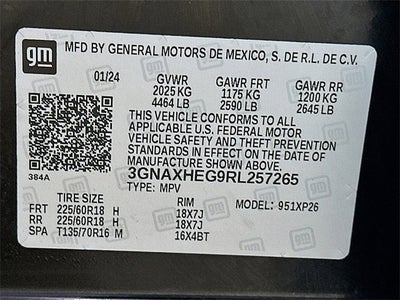 gm
MFD BY GENERAL MOTORS DE MEXICO, S. DE R.L. DE C.V.
01/24 GVWR GAWR FRT GAWR RR
2025 KG 1175 KG 1200 KG
4464 LB 2590 LB 2645 LB
THIS VEHICLE CONFORMS TO ALL
APPLICABLE U.S. FEDERAL MOTOR
VEHICLE SAFETY AND THEFT PREVENTION
STANDARDS IN EFFECT ON THE DATE
OF MANUFACTURE SHOWN ABOVE.
384A
3GNAXHEG9RL257265
TYPE: MPV
TIRE SIZE RIM MODEL: 951XP26
FRT 225/60R18 H 18X7J
RR 225/60R18 H 18X7J
SPA T135/70R16 M 16X4BT